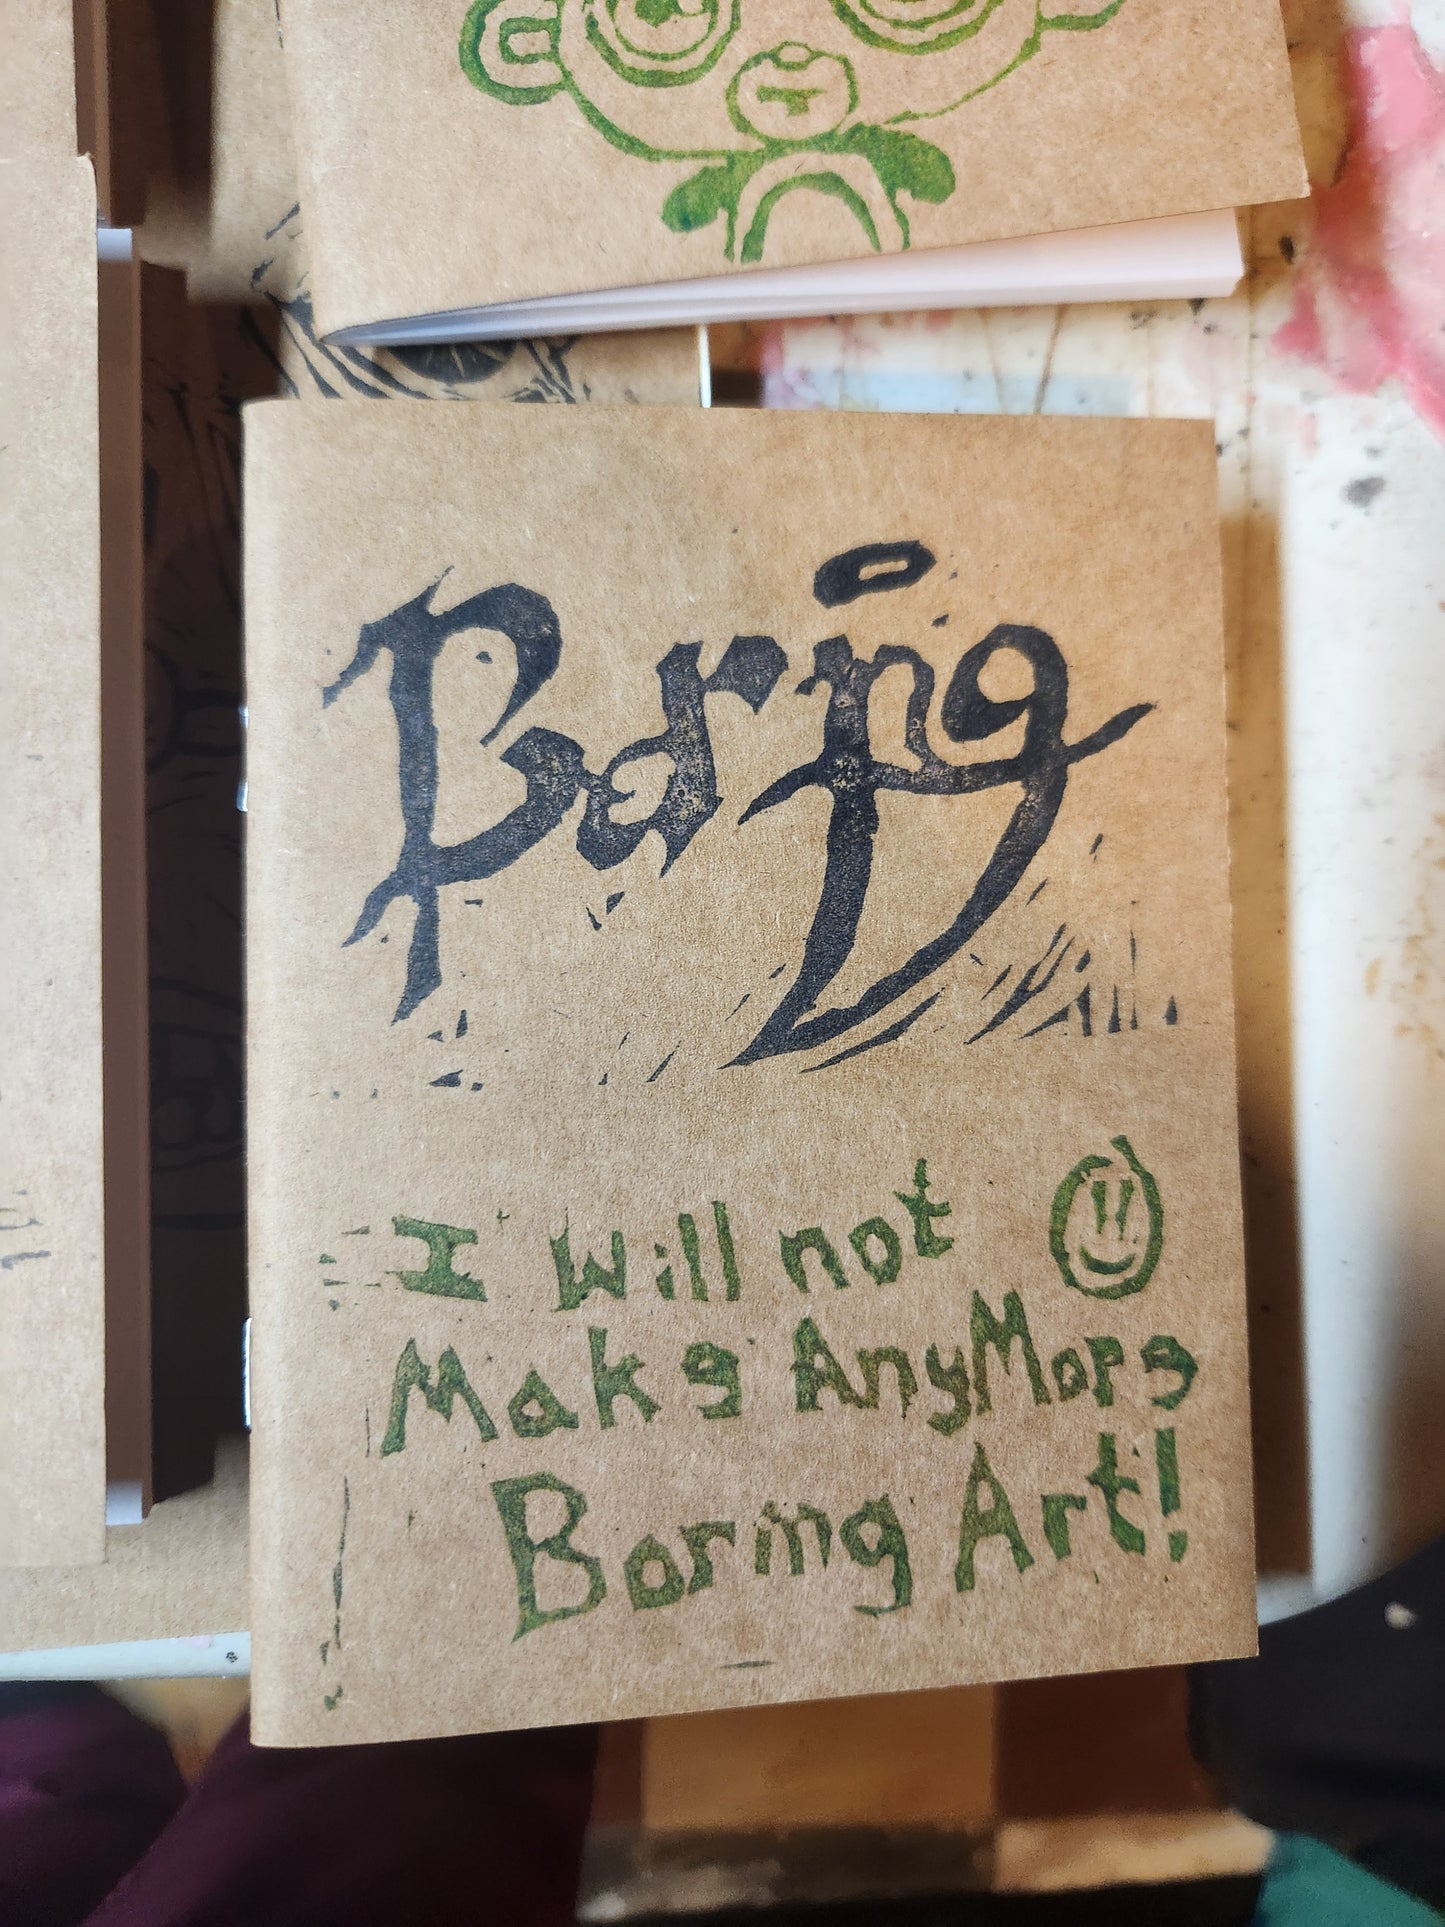 Boring
I Will not
Make AnyMore
Boring Art!